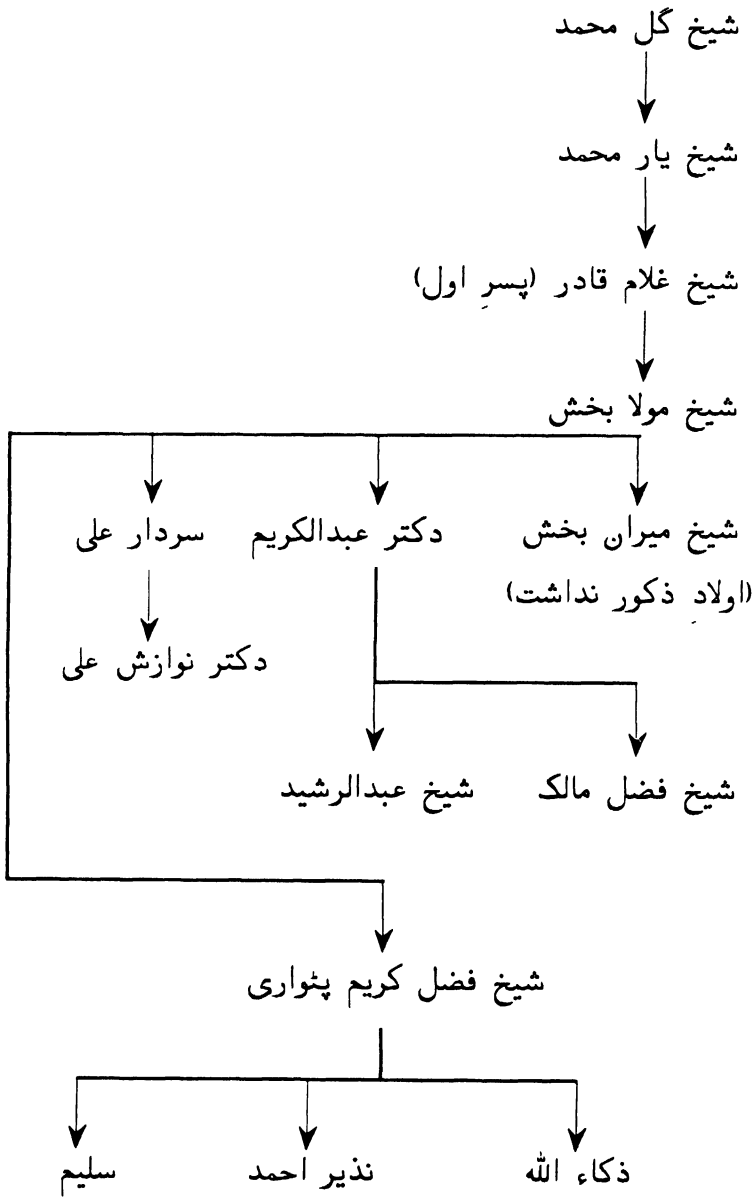 شیخ گل محمد
شیخ یار محمد
شیخ غلام قادر (پسرِ اول)
شیخ مولا بخش
شیخ میران بخش
دکتر عبدالکریم
سردار علی
(اولادِ ذکور نداشت)
دکتر نوازش علی
شیخ فضل مالک
شیخ عبدالرشید
شیخ فضل کریم پٹواری
ذکاء الله
نذیر احمد
سلیم